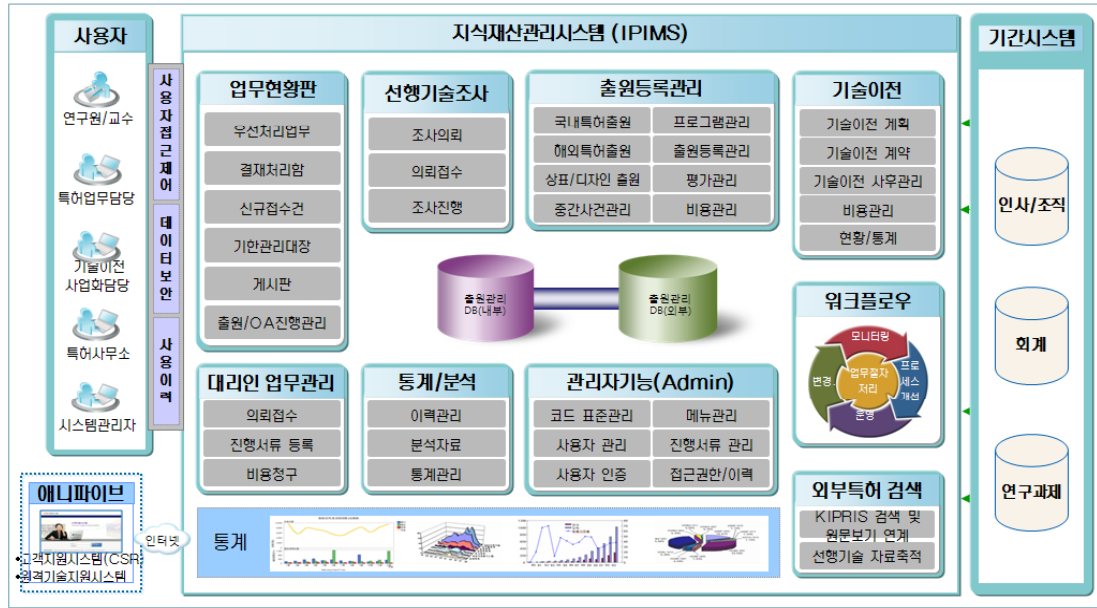 사용자
연구원/교수
특허업무담당
기술이전
사업화담당
특허사무소
시스템관리자
사용자접근제어
데이터보안
사용이력
애니파이브
•고객지원시스템(CSR)
•원격기술지원시스템
인터넷
지식재산관리시스템 (IPIMS)
업무현황판
우선처리업무
결재처리함
신규접수건
기한관리대장
게시판
출원/OA진행관리
선행기술조사
조사의뢰
의뢰접수
조사진행
출원등록관리
국내특허출원
프로그램관리
해외특허출원
출원등록관리
상표/디자인 출원
평가관리
중간사건관리
비용관리
기술이전
기술이전 계획
기술이전 계약
기술이전 사후관리
비용관리
현황/통계
출원관리
DB(내부)
출원관리
DB(외부)
워크플로우
모니터링
프로
세스
개선
운영
변경
업무절차
처리
대리인 업무관리
의뢰접수
진행서류 등록
비용청구
통계/분석
이력관리
분석자료
통계관리
관리자기능(Admin)
코드 표준관리
메뉴관리
사용자 관리
진행서류 관리
사용자 인증
접근권한/이력
외부특허 검색
KIPRIS 검색 및
원문보기 연계
선행기술 자료축적
통계
기간시스템
인사/조직
회계
연구과제